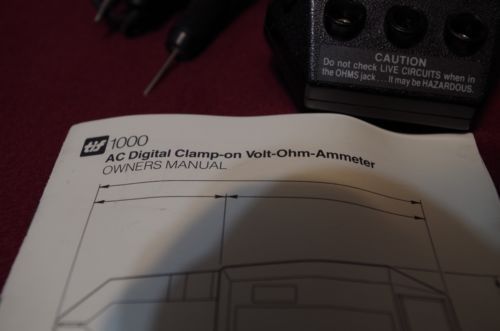 CAUTION
Do not check LIVE CIRCUITS when in
the OHMS jack . . . It may be HAZARDOUS.
tif 1000
AC Digital Clamp-on Volt-Ohm-Ammeter
OWNERS MANUAL